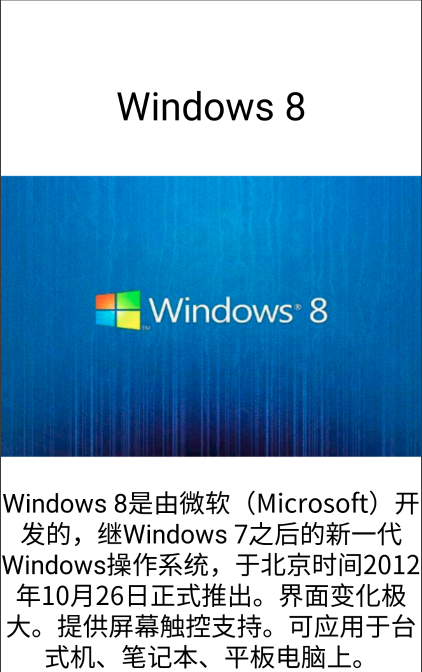 Windows 8
TM Windows® 8
Windows 8是由微软（Microsoft）开
发的，继Windows 7之后的新一代
Windows操作系统，于北京时间2012
年10月26日正式推出。界面变化极
大。提供屏幕触控支持。可应用于台
式机、笔记本、平板电脑上。